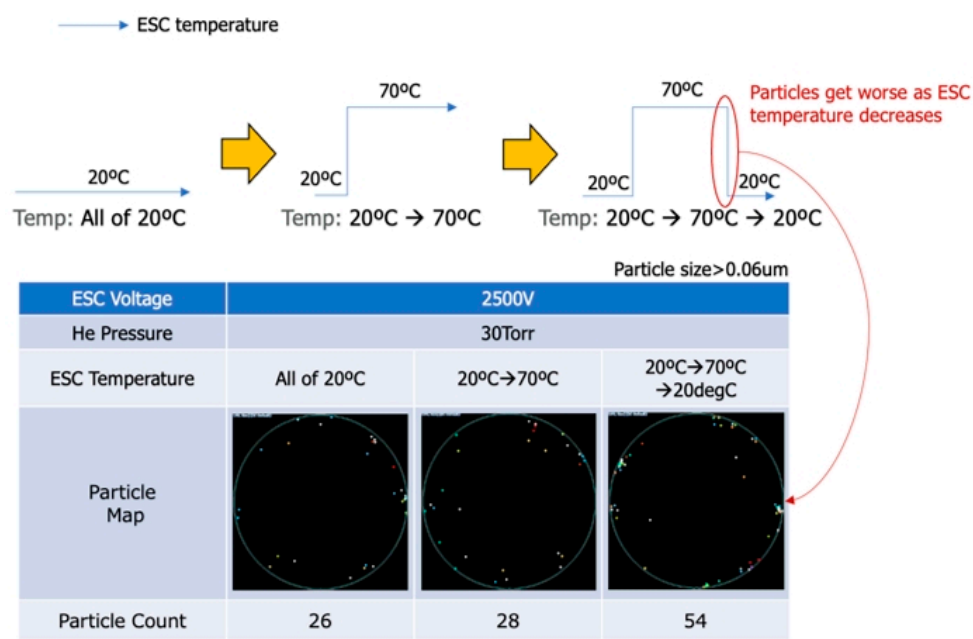 ESC temperature
70ºC
20ºC
20ºC
70ºC
20ºC
20ºC
Particles get worse as ESC
temperature decreases
Temp: All of 20ºC
Temp: 20ºC → 70ºC
Temp: 20ºC → 70ºC → 20ºC
Particle size>0.06um
ESC Voltage 2500V
He Pressure 30Torr
ESC Temperature All of 20ºC 20ºC→70ºC 20ºC→70ºC
→20degC
Particle
Map
Particle Count 26 28 54